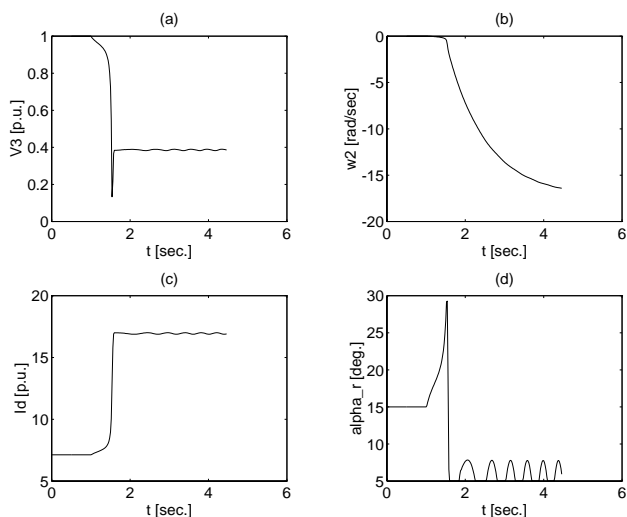 (a)
V3 [p.u.]
1
0.8
0.6
0.4
0.2
0
0 2 4 6
t [sec.]
(b)
w2 [rad/sec]
0
-5
-10
-15
-20
0 2 4 6
t [sec.]
(c)
Id [p.u.]
20
15
10
5
0 2 4 6
t [sec.]
(d)
alpha_r [deg.]
30
25
20
15
10
5
0 2 4 6
t [sec.]